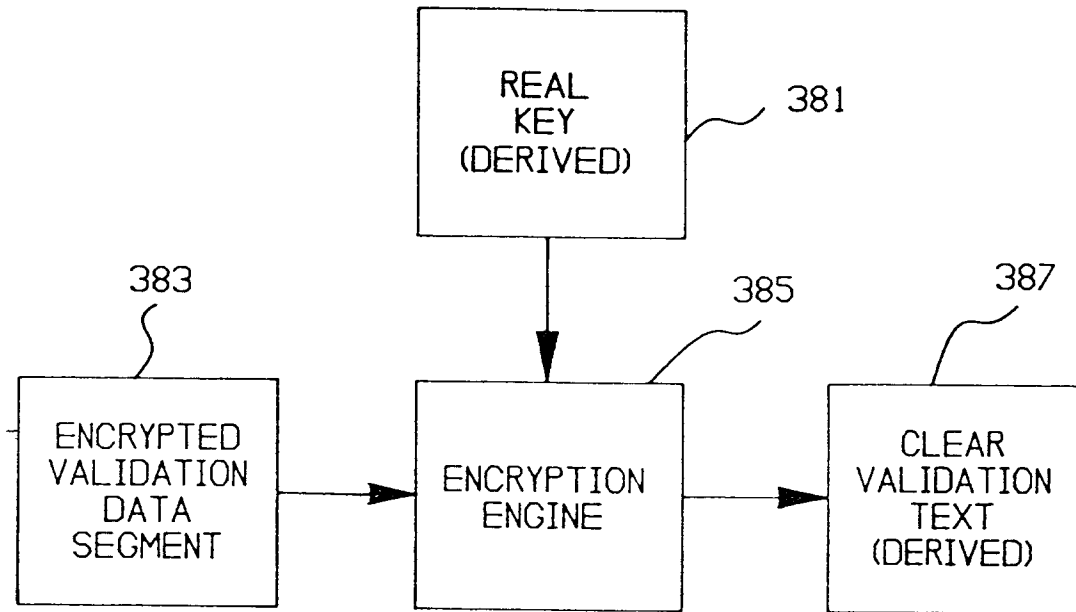 REAL
KEY
(DERIVED)
381
383
ENCRYPTED
VALIDATION
DATA
SEGMENT
385
ENCRYPTION
ENGINE
387
CLEAR
VALIDATION
TEXT
(DERIVED)